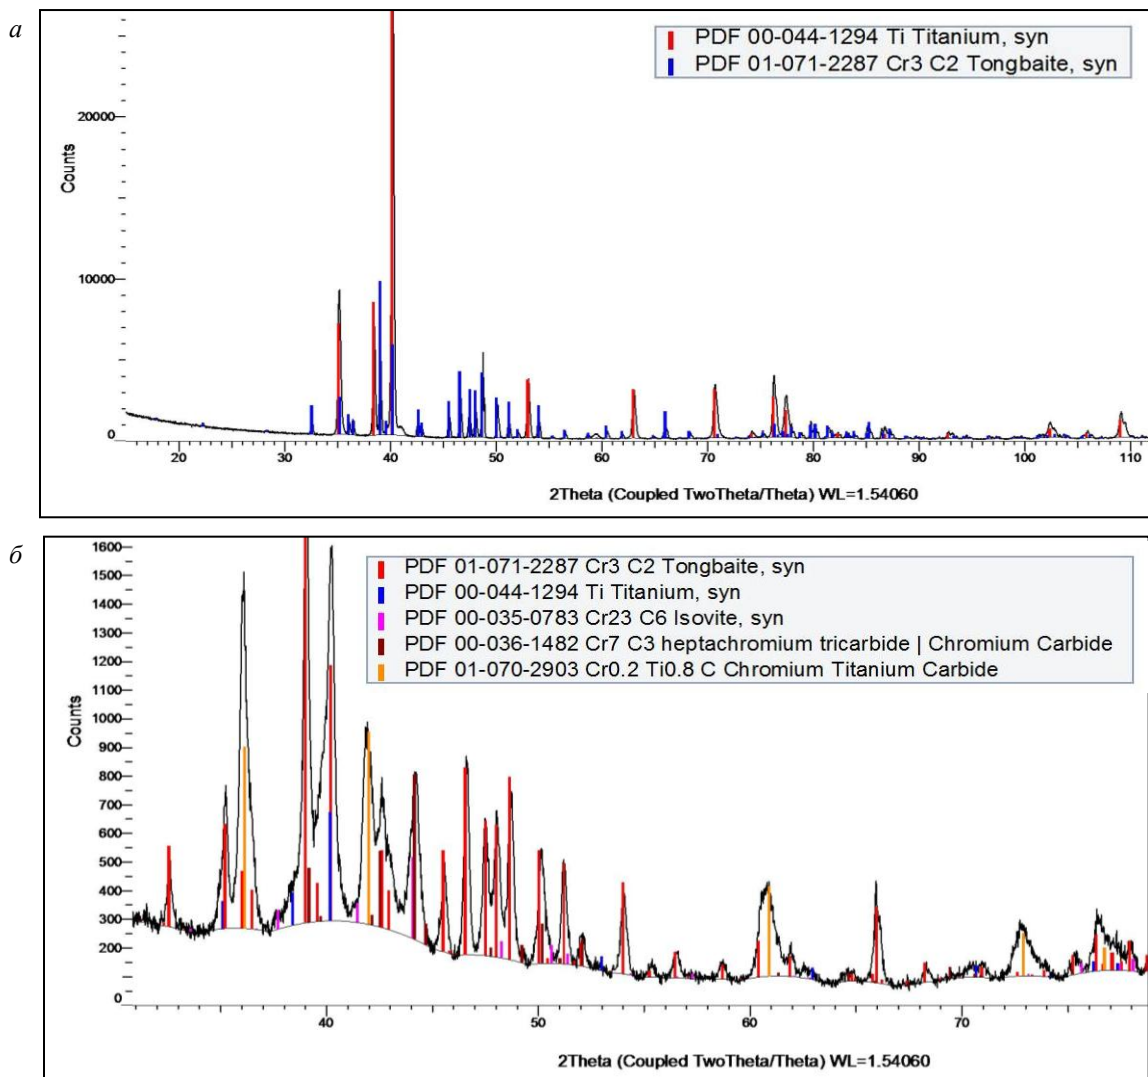 а
PDF 00-044-1294 Ti Titanium, syn
PDF 01-071-2287 Cr3 C2 Tongbaite, syn
Counts
20000
10000
0
20 30 40 50 60 70 80 90 100 110
2Theta (Coupled TwoTheta/Theta) WL=1.54060
б
PDF 01-071-2287 Cr3 C2 Tongbaite, syn
PDF 00-044-1294 Ti Titanium, syn
PDF 00-035-0783 Cr23 C6 Isovite, syn
PDF 00-036-1482 Cr7 C3 heptachromium tricarbide | Chromium Carbide
PDF 01-070-2903 Cr0.2 Ti0.8 C Chromium Titanium Carbide
Counts
1600
1500
1400
1300
1200
1100
1000
900
800
700
600
500
400
300
200
100
0
40 50 60 70
2Theta (Coupled TwoTheta/Theta) WL=1.54060